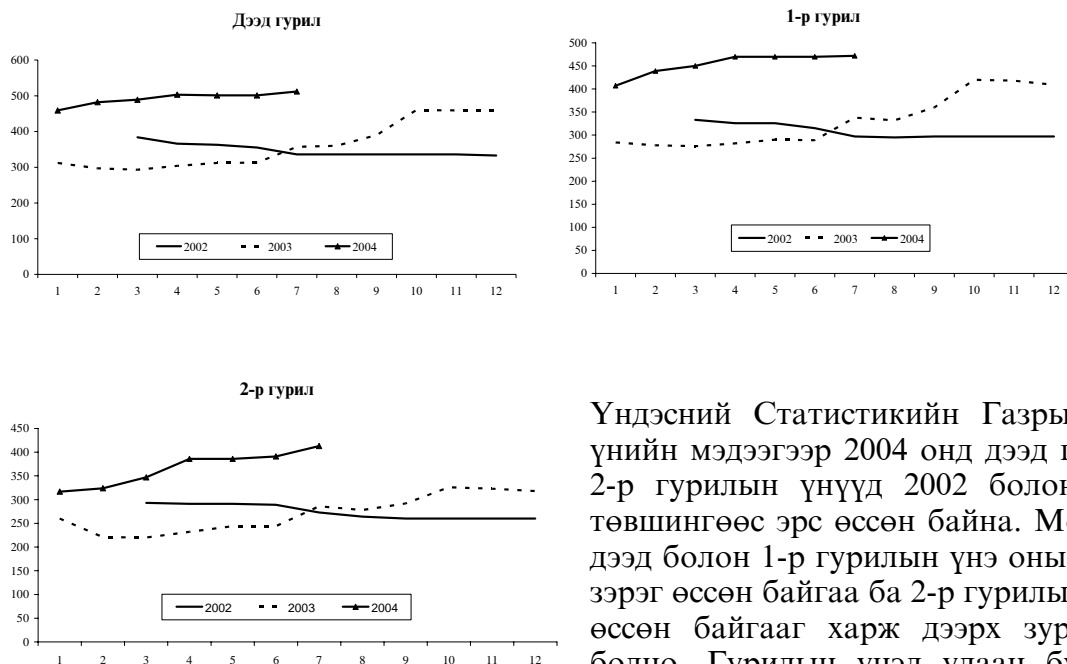 Дээд гурил
600
500
400
300
200
100
0
2002 2003 2004
1 2 3 4 5 6 7 8 9 10 11 12
1-р гурил
500
450
400
350
300
250
200
150
100
50
0
2002 2003 2004
1 2 3 4 5 6 7 8 9 10 11 12
2-р гурил
450
400
350
300
250
200
150
100
50
0
2002 2003 2004
1 2 3 4 5 6 7 8 9 10 11 12
Үндэсний Статистикийн Газры
үнийн мэдээгээр 2004 онд дээд
2-р гурилын үнүүд 2002 болон
төвшингөөс эрс өссөн байна.
дээд болон 1-р гурилын үнэ оны
зэрэг өссөн байгаа ба 2-р гурилы
өссөн байгааг харж дээрх зур
болно. Гурилын үнэд удаан